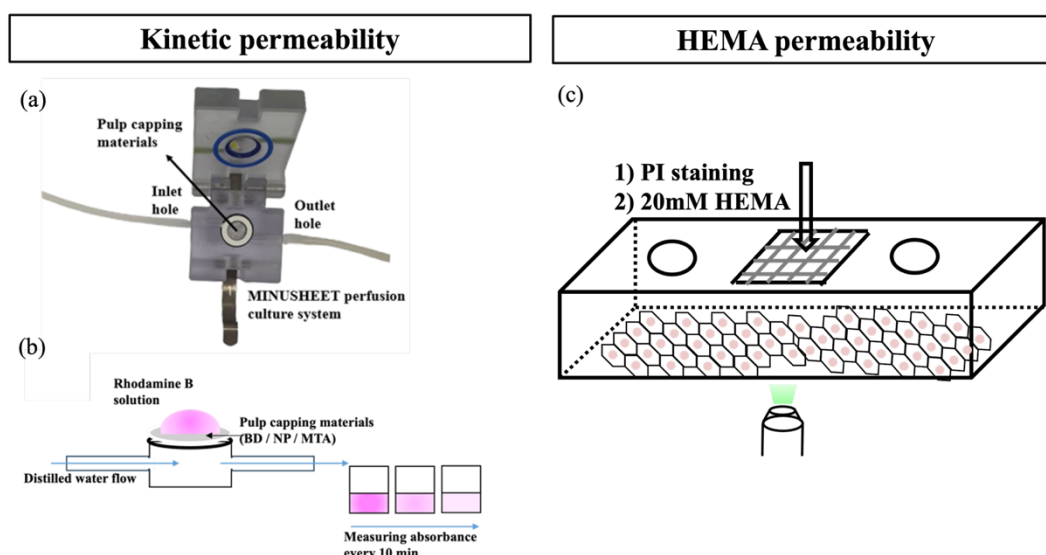 Kinetic permeability
HEMA permeability
(a)
Pulp capping
materials
Inlet
hole
Outlet
hole
MINUSHEET perfusion
culture system
(b)
Rhodamine B
solution
Pulp capping materials
(BD / NP / MTA)
Distilled water flow
Measuring absorbance
every 10 min
(c)
1) PI staining
2) 20mM HEMA